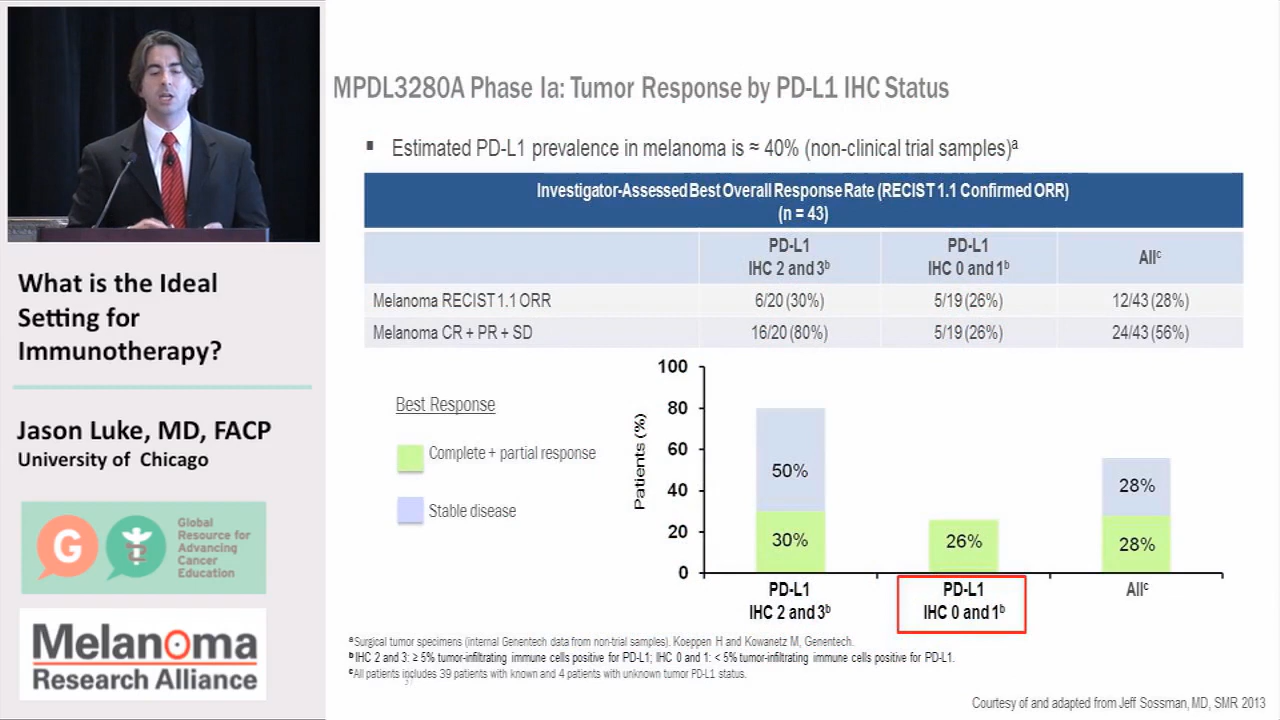 MPDL3280A Phase Ia: Tumor Response by PD-L1 IHC Status
▪ Estimated PD-L1 prevalence in melanoma is ≈ 40% (non-clinical trial samples)ᵃ
Investigator-Assessed Best Overall Response Rate (RECIST 1.1 Confirmed ORR)
(n = 43)
PD-L1
IHC 2 and 3ᵇ
PD-L1
IHC 0 and 1ᵇ
Allᶜ
Melanoma RECIST 1.1 ORR 6/20 (30%) 5/19 (26%) 12/43 (28%)
Melanoma CR + PR + SD 16/20 (80%) 5/19 (26%) 24/43 (56%)
Best Response
Complete + partial response
Stable disease
Patients (%)
100
80
60
40
20
0
50%
30%
26%
28%
28%
PD-L1
IHC 2 and 3ᵇ
PD-L1
IHC 0 and 1ᵇ
Allᶜ
ᵃSurgical tumor specimens (internal Genentech data from non-trial samples). Koeppen H and Kowanetz M, Genentech.
ᵇIHC 2 and 3: ≥ 5% tumor-infiltrating immune cells positive for PD-L1; IHC 0 and 1: < 5% tumor-infiltrating immune cells positive for PD-L1.
ᶜAll patients includes 39 patients with known and 4 patients with unknown tumor PD-L1 status.
Courtesy of and adapted from Jeff Sossman, MD, SMR 2013
What is the Ideal
Setting for
Immunotherapy?
Jason Luke, MD, FACP
University of Chicago
G
Global
Resource for
Advancing
Cancer
Education
Melanoma
Research Alliance